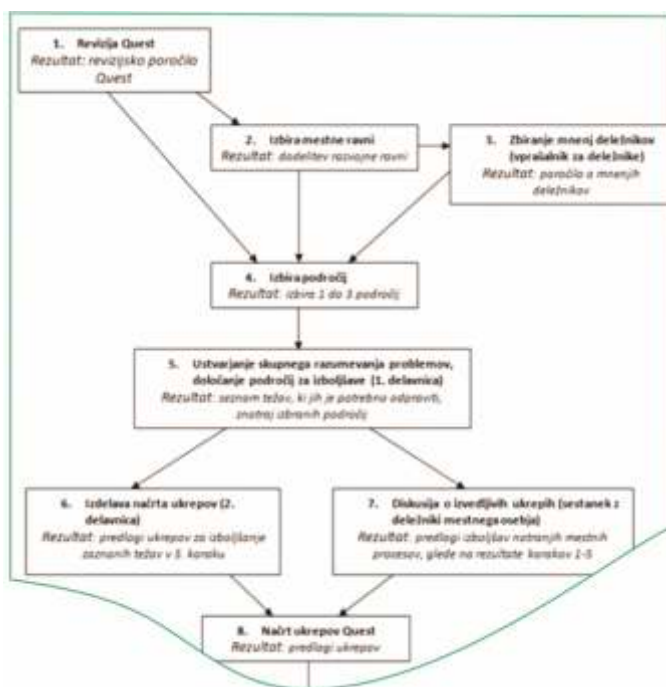 1. Revizija Quest
Rezultat: revizijsko poročilo
Quest
2. Izbira mestne ravni
Rezultat: dodelitev razvojne ravni
3. Zbiranje mnenj deležnikov
(vprašalnik za deležnike)
Rezultat: poročilo o mnenjih
deležnikov
4. Izbira področij
Rezultat: izbira 1 do 3 področij
5. Ustvarjanje skupnega razumevanja problemov,
določanje področij za izboljšave (1. delavnica)
Rezultat: seznam težav, ki jih je potrebno odpraviti,
znotraj izbranih področij
6. Izdelava načrta ukrepov (2.
delavnica)
Rezultat: predlogi ukrepov za izboljšanje
zaznanih težav v 5. koraku
7. Diskusija o izvedljivih ukrepih (sestanek z
deležniki mestnega osebja)
Rezultat: predlogi izboljšav notranjih mestnih
procesov, glede na rezultate korakov 1-5
8. Načrt ukrepov Quest
Rezultat: predlogi ukrepov